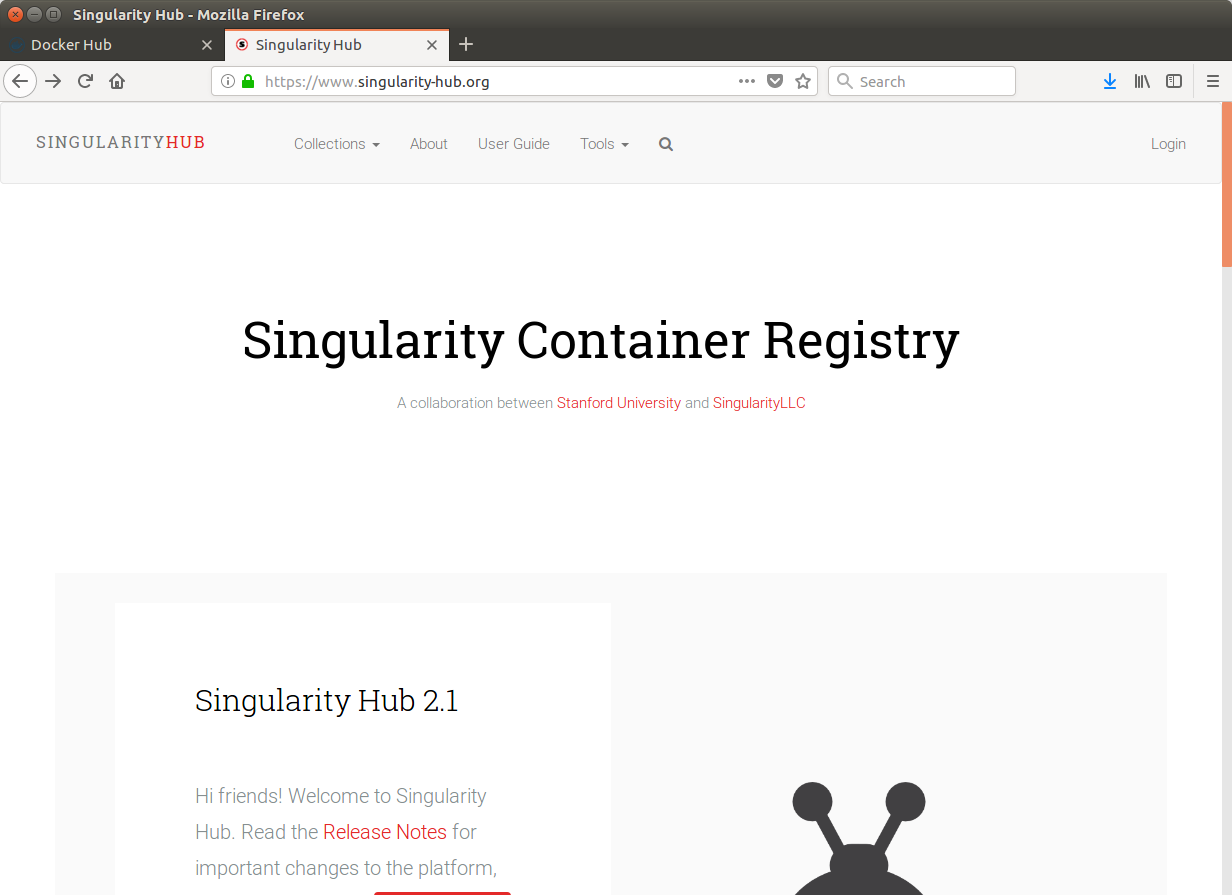 Singularity Hub - Mozilla Firefox
Docker Hub
Singularity Hub
https://www.singularity-hub.org
Search
SINGULARITYHUB
Collections
About
User Guide
Tools
Login
Singularity Container Registry
A collaboration between Stanford University and SingularityLLC
Singularity Hub 2.1
Hi friends! Welcome to Singularity
Hub. Read the Release Notes for
important changes to the platform,